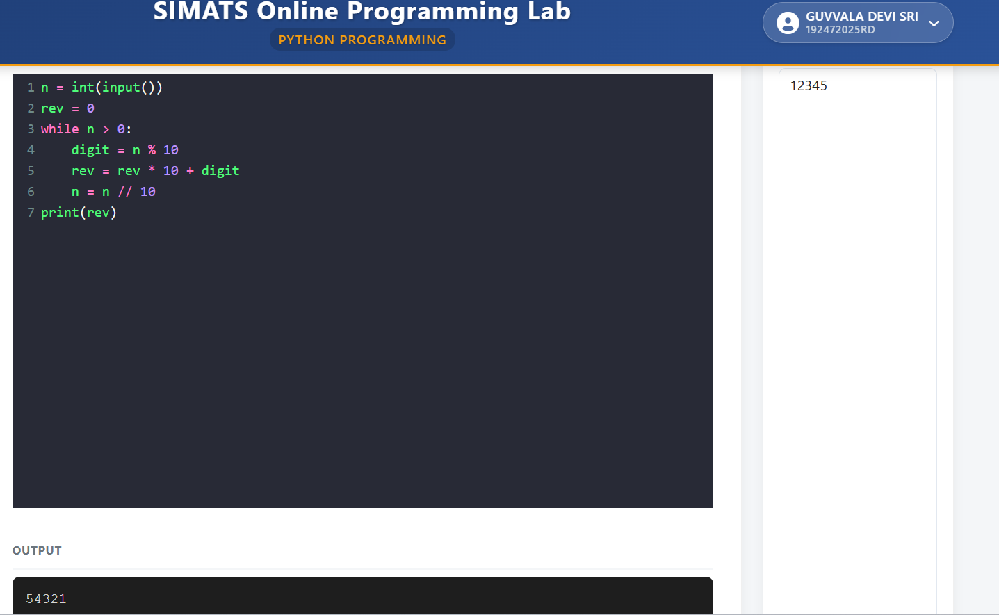 SIMATS Online Programming Lab
PYTHON PROGRAMMING
GUVVALA DEVI SRI
192472025RD
1 n = int(input())
2 rev = 0
3 while n > 0:
4     digit = n % 10
5     rev = rev * 10 + digit
6     n = n // 10
7 print(rev)
12345
OUTPUT
54321